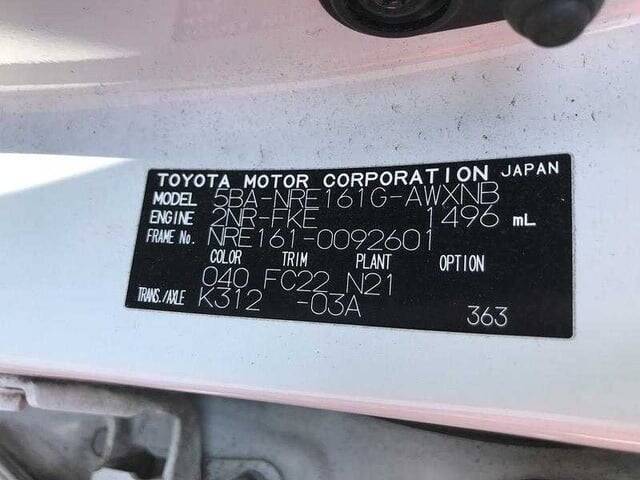 TOYOTA MOTOR CORPORATION JAPAN
MODEL 5BA-NRE161G-AWXNB
ENGINE 2NR-FKE 1496 mL
FRAME No. NRE161-0092601
COLOR TRIM PLANT OPTION
040 FC22 N21
TRANS./AXLE K312 -03A
363